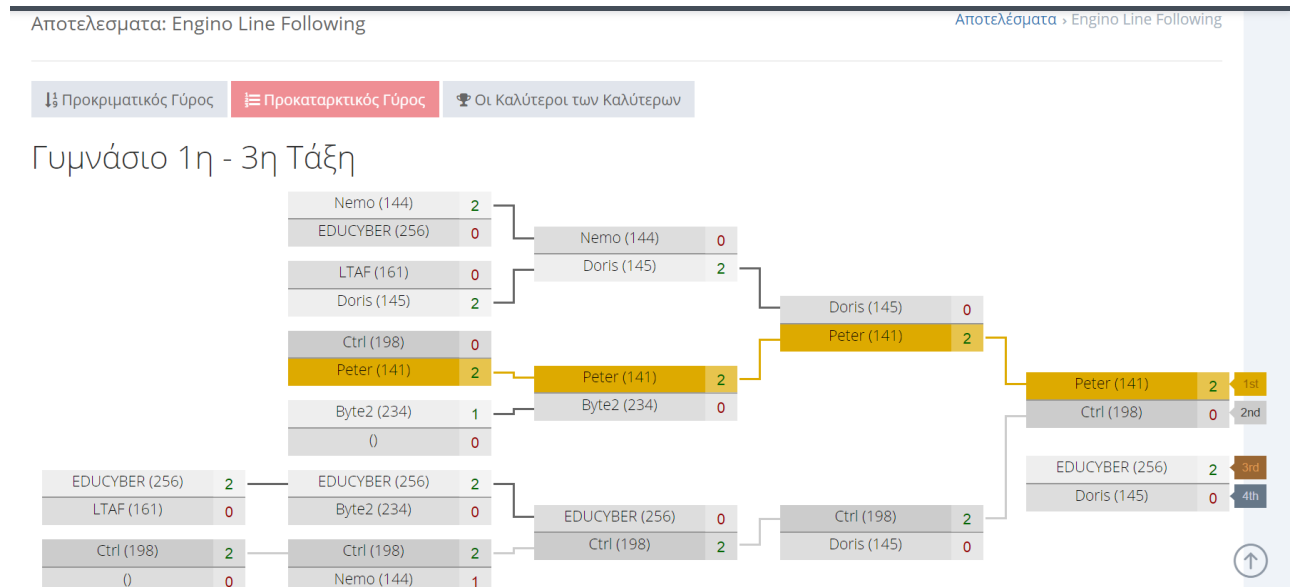 Αποτελεσματα: Engino Line Following
Αποτελέσματα › Engino Line Following
Προκριματικός Γύρος
Προκαταρκτικός Γύρος
Οι Καλύτεροι των Καλύτερων
Γυμνάσιο 1η - 3η Τάξη
Nemo (144) 2
EDUCYBER (256) 0
LTAF (161) 0
Doris (145) 2
Ctrl (198) 0
Peter (141) 2
Byte2 (234) 1
() 0
EDUCYBER (256) 2
LTAF (161) 0
Ctrl (198) 2
() 0
EDUCYBER (256) 2
Byte2 (234) 0
Ctrl (198) 2
Nemo (144) 1
Nemo (144) 0
Doris (145) 2
Peter (141) 2
Byte2 (234) 0
EDUCYBER (256) 0
Ctrl (198) 2
Doris (145) 0
Peter (141) 2
Ctrl (198) 2
Doris (145) 0
Peter (141) 2 1st
Ctrl (198) 0 2nd
EDUCYBER (256) 2 3rd
Doris (145) 0 4th